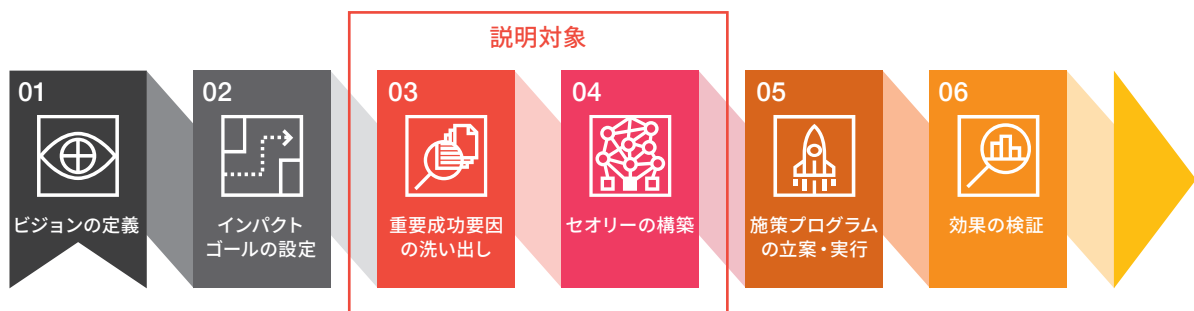 説明対象
01
ビジョンの定義
02
インパクト
ゴールの設定
03
重要成功要因
の洗い出し
04
セオリーの構築
05
施策プログラム
の立案・実行
06
効果の検証